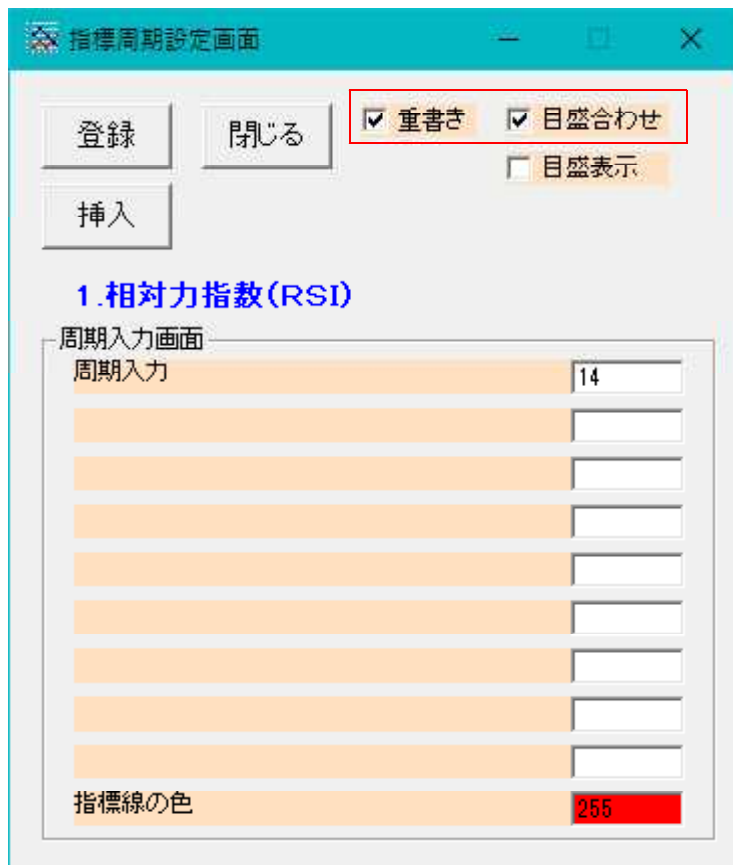 指標周期設定画面
登録 閉じる 重書き 目盛合わせ
目盛表示
挿入
1.相対力指数(RSI)
周期入力画面
周期入力 14
指標線の色 255